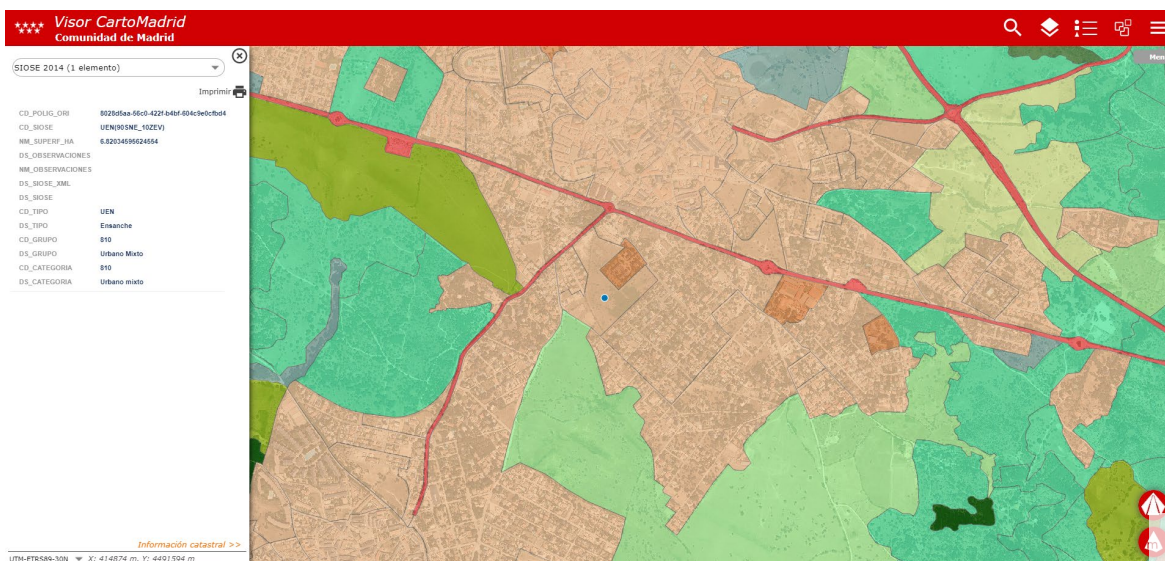 Visor CartoMadrid
Comunidad de Madrid
Men
SIOSE 2014 (1 elemento)
Imprimir
CD_POLIG_ORI 8028d5aa-56c0-422f-b4bf-604c9e0cfbd4
CD_SIOSE UEN(90SNE_10ZEV)
NM_SUPERF_HA 6.82034595624554
DS_OBSERVACIONES
NM_OBSERVACIONES
DS_SIOSE_XML
DS_SIOSE
CD_TIPO UEN
DS_TIPO Ensanche
CD_GRUPO 810
DS_GRUPO Urbano Mixto
CD_CATEGORIA 810
DS_CATEGORIA Urbano mixto
Información catastral >>
UTM-ETRS89-30N X: 414874 m, Y: 4491594 m